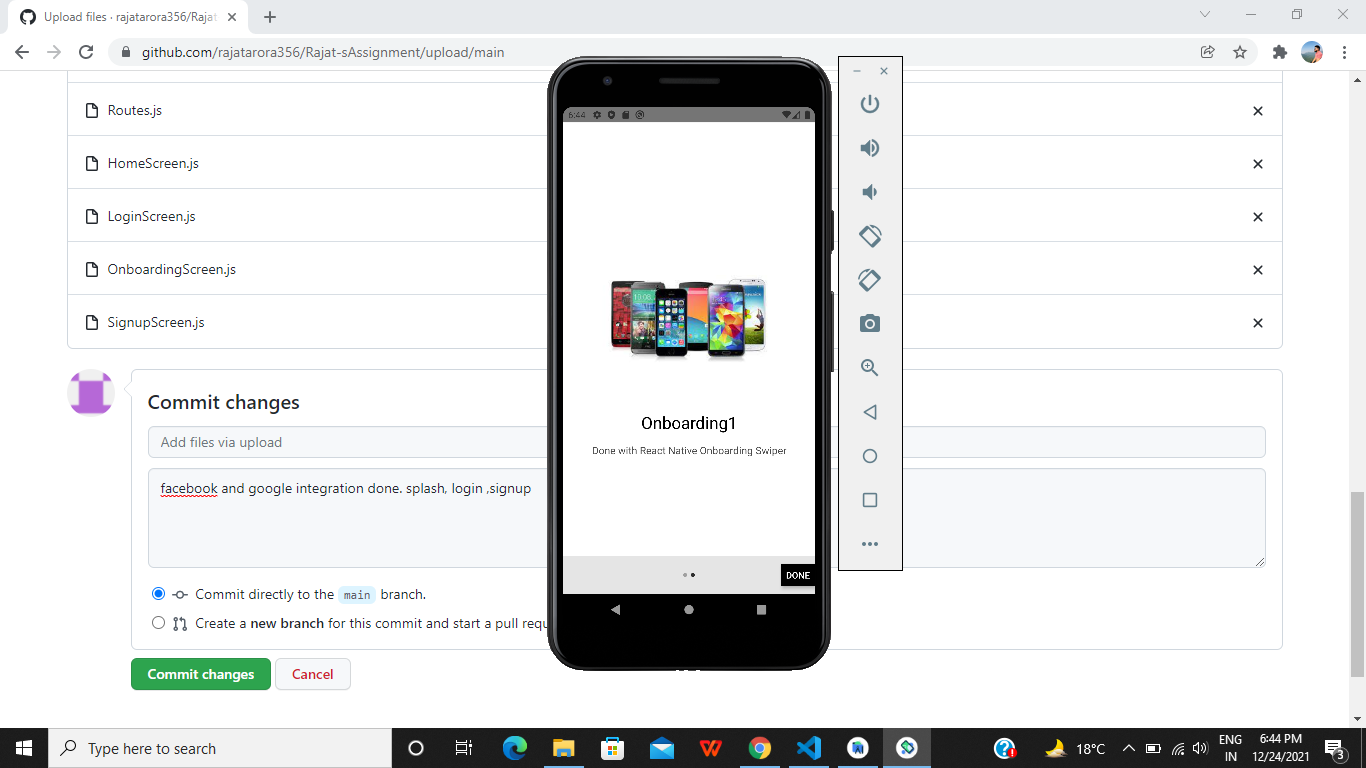 Upload files · rajatarora356/Rajat
github.com/rajatarora356/Rajat-sAssignment/upload/main
Routes.js
HomeScreen.js
LoginScreen.js
OnboardingScreen.js
SignupScreen.js
Commit changes
Add files via upload
facebook and google integration done. splash, login ,signup
Commit directly to the main branch.
Create a new branch for this commit and start a pull requ
Commit changes
Cancel
6:44
Onboarding1
Done with React Native Onboarding Swiper
DONE
Type here to search
18°C
ENG
IN
6:44 PM
12/24/2021
3